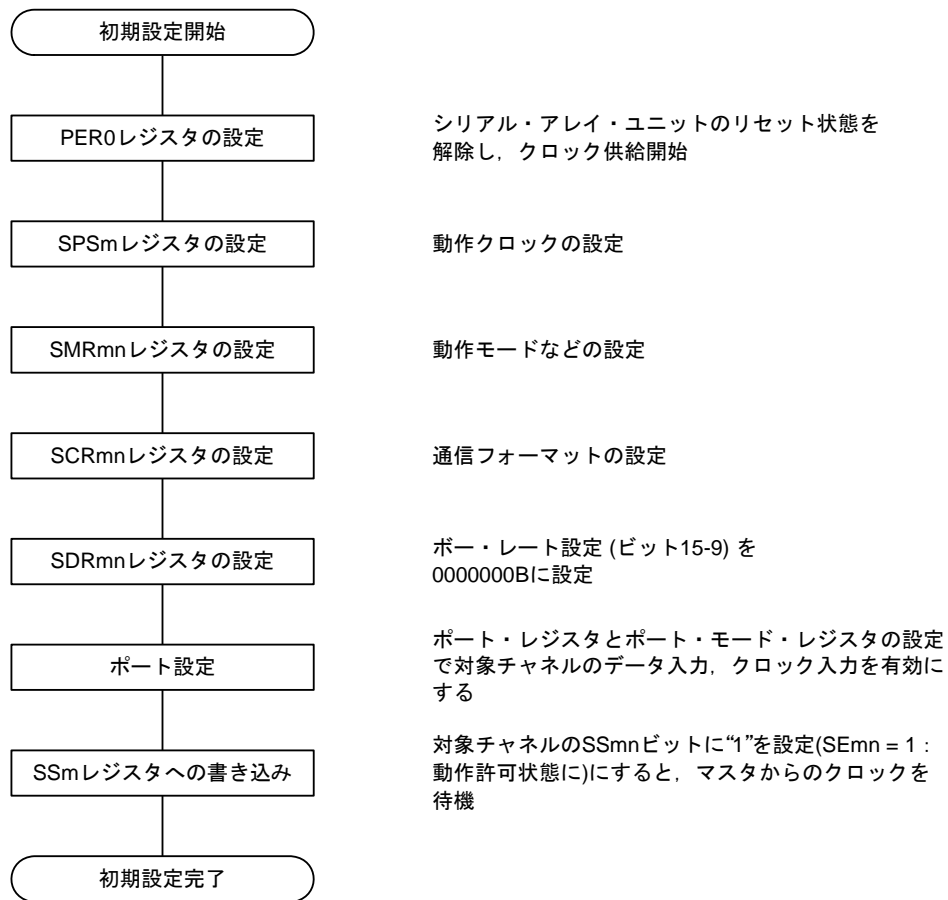 初期設定開始
PER0レジスタの設定
シリアル・アレイ・ユニットのリセット状態を
解除し，クロック供給開始
SPSmレジスタの設定
動作クロックの設定
SMRmnレジスタの設定
動作モードなどの設定
SCRmnレジスタの設定
通信フォーマットの設定
SDRmnレジスタの設定
ボー・レート設定 (ビット15-9) を
0000000Bに設定
ポート設定
ポート・レジスタとポート・モード・レジスタの設定
で対象チャネルのデータ入力，クロック入力を有効に
する
SSmレジスタへの書き込み
対象チャネルのSSmnビットに“1”を設定(SEmn = 1：
動作許可状態に)にすると，マスタからのクロックを
待機
初期設定完了